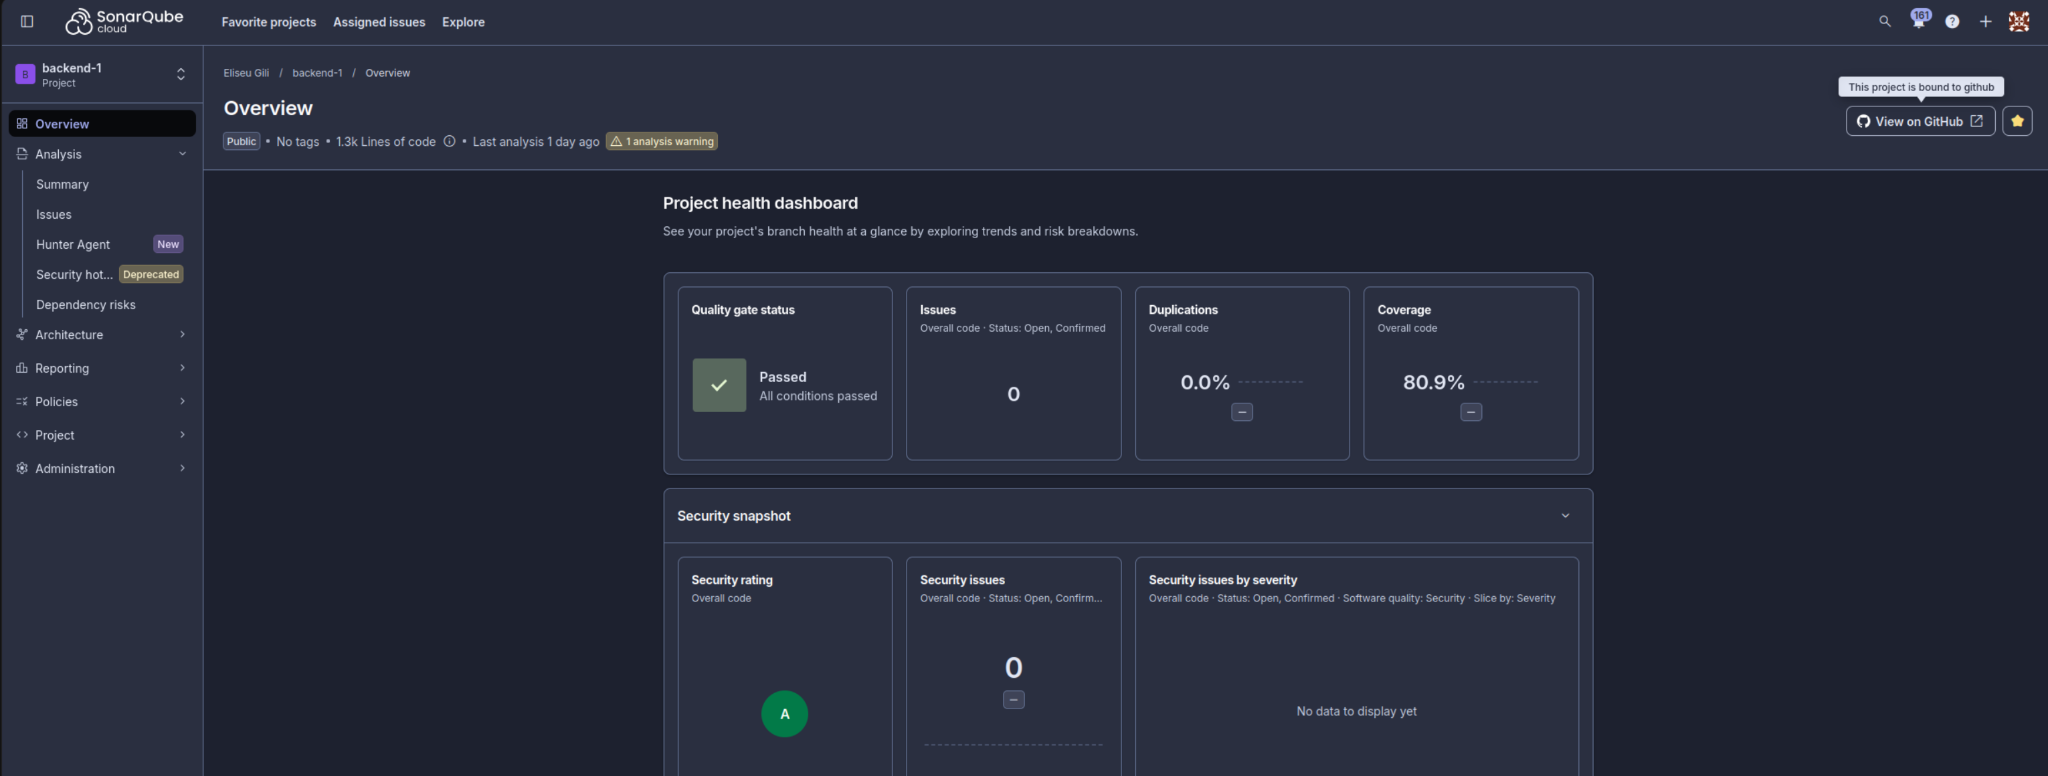 SonarQube cloud
Favorite projects
Assigned issues
Explore
161
B
backend-1
Project
Overview
Analysis
Summary
Issues
Hunter Agent New
Security hot... Deprecated
Dependency risks
Architecture
Reporting
Policies
Project
Administration
Eliseu Gili / backend-1 / Overview
Overview
Public • No tags • 1.3k Lines of code • Last analysis 1 day ago 1 analysis warning
This project is bound to github
View on GitHub
Project health dashboard
See your project's branch health at a glance by exploring trends and risk breakdowns.
Quality gate status
Passed
All conditions passed
Issues
Overall code · Status: Open, Confirmed
0
Duplications
Overall code
0.0%
Coverage
Overall code
80.9%
Security snapshot
Security rating
Overall code
A
Security issues
Overall code · Status: Open, Confirm...
0
Security issues by severity
Overall code · Status: Open, Confirmed · Software quality: Security · Slice by: Severity
No data to display yet